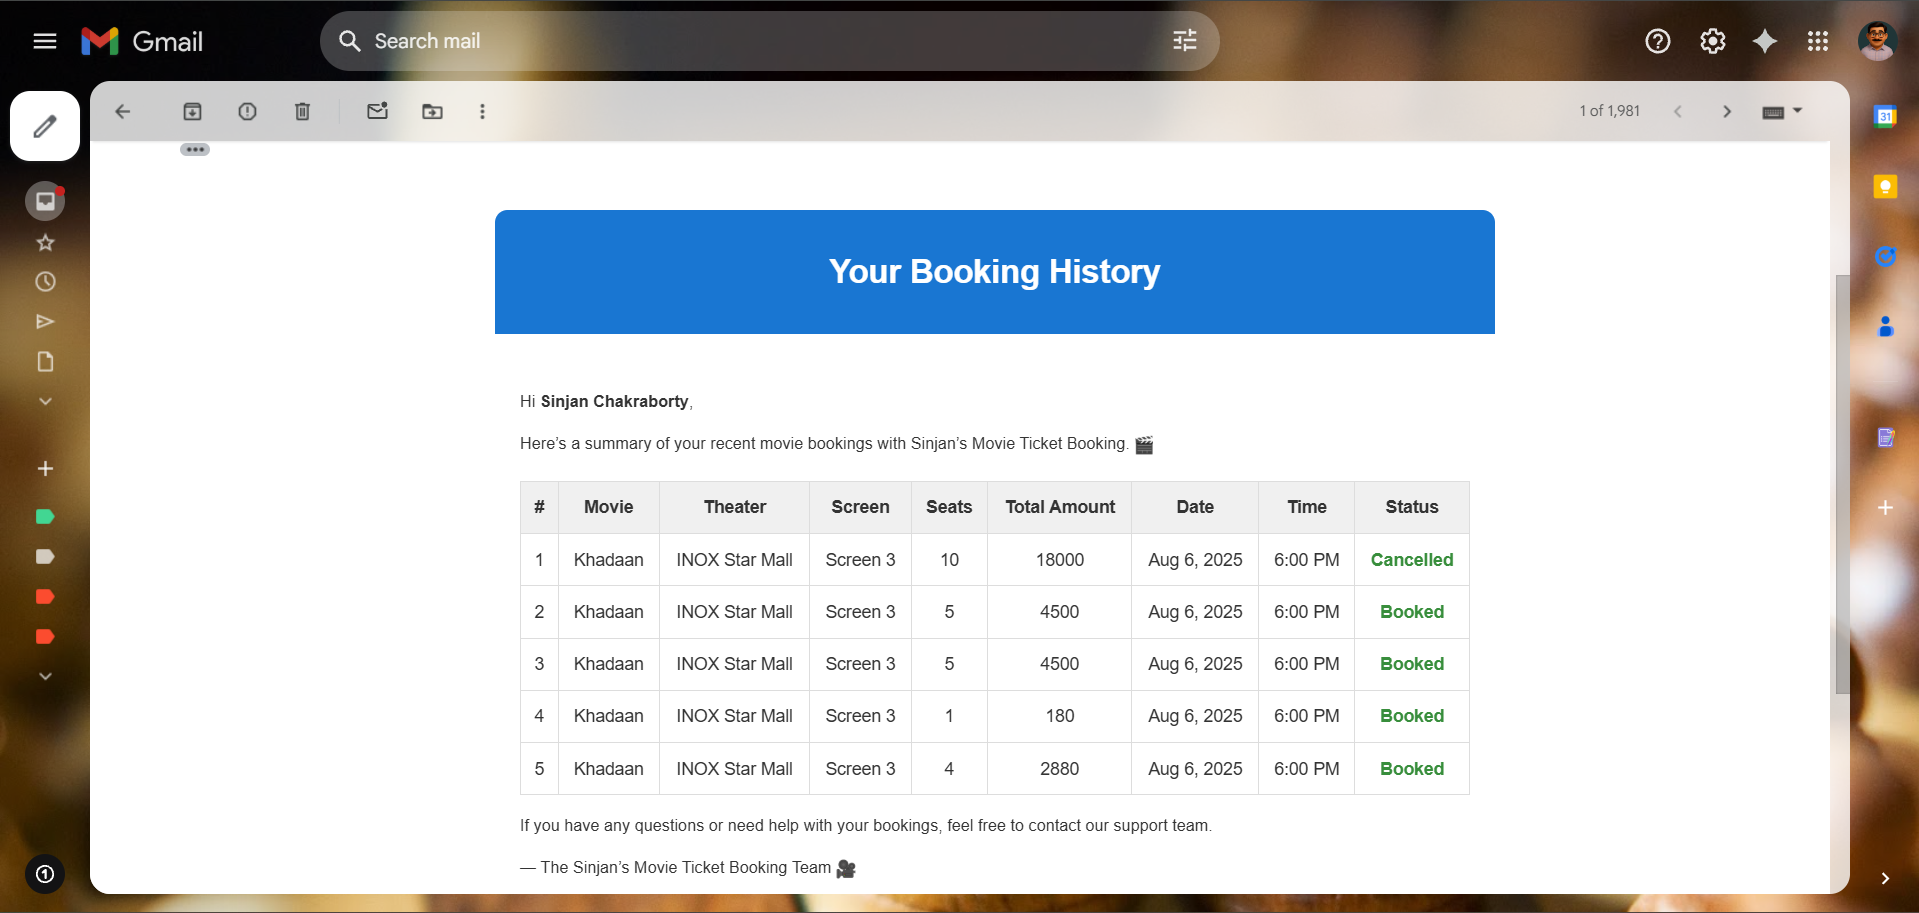 Gmail
Search mail
1 of 1,981
31
Your Booking History
Hi Sinjan Chakraborty,
Here’s a summary of your recent movie bookings with Sinjan’s Movie Ticket Booking. 🎬
# Movie Theater Screen Seats Total Amount Date Time Status
1 Khadaan INOX Star Mall Screen 3 10 18000 Aug 6, 2025 6:00 PM Cancelled
2 Khadaan INOX Star Mall Screen 3 5 4500 Aug 6, 2025 6:00 PM Booked
3 Khadaan INOX Star Mall Screen 3 5 4500 Aug 6, 2025 6:00 PM Booked
4 Khadaan INOX Star Mall Screen 3 1 180 Aug 6, 2025 6:00 PM Booked
5 Khadaan INOX Star Mall Screen 3 4 2880 Aug 6, 2025 6:00 PM Booked
If you have any questions or need help with your bookings, feel free to contact our support team.
— The Sinjan’s Movie Ticket Booking Team 🎥